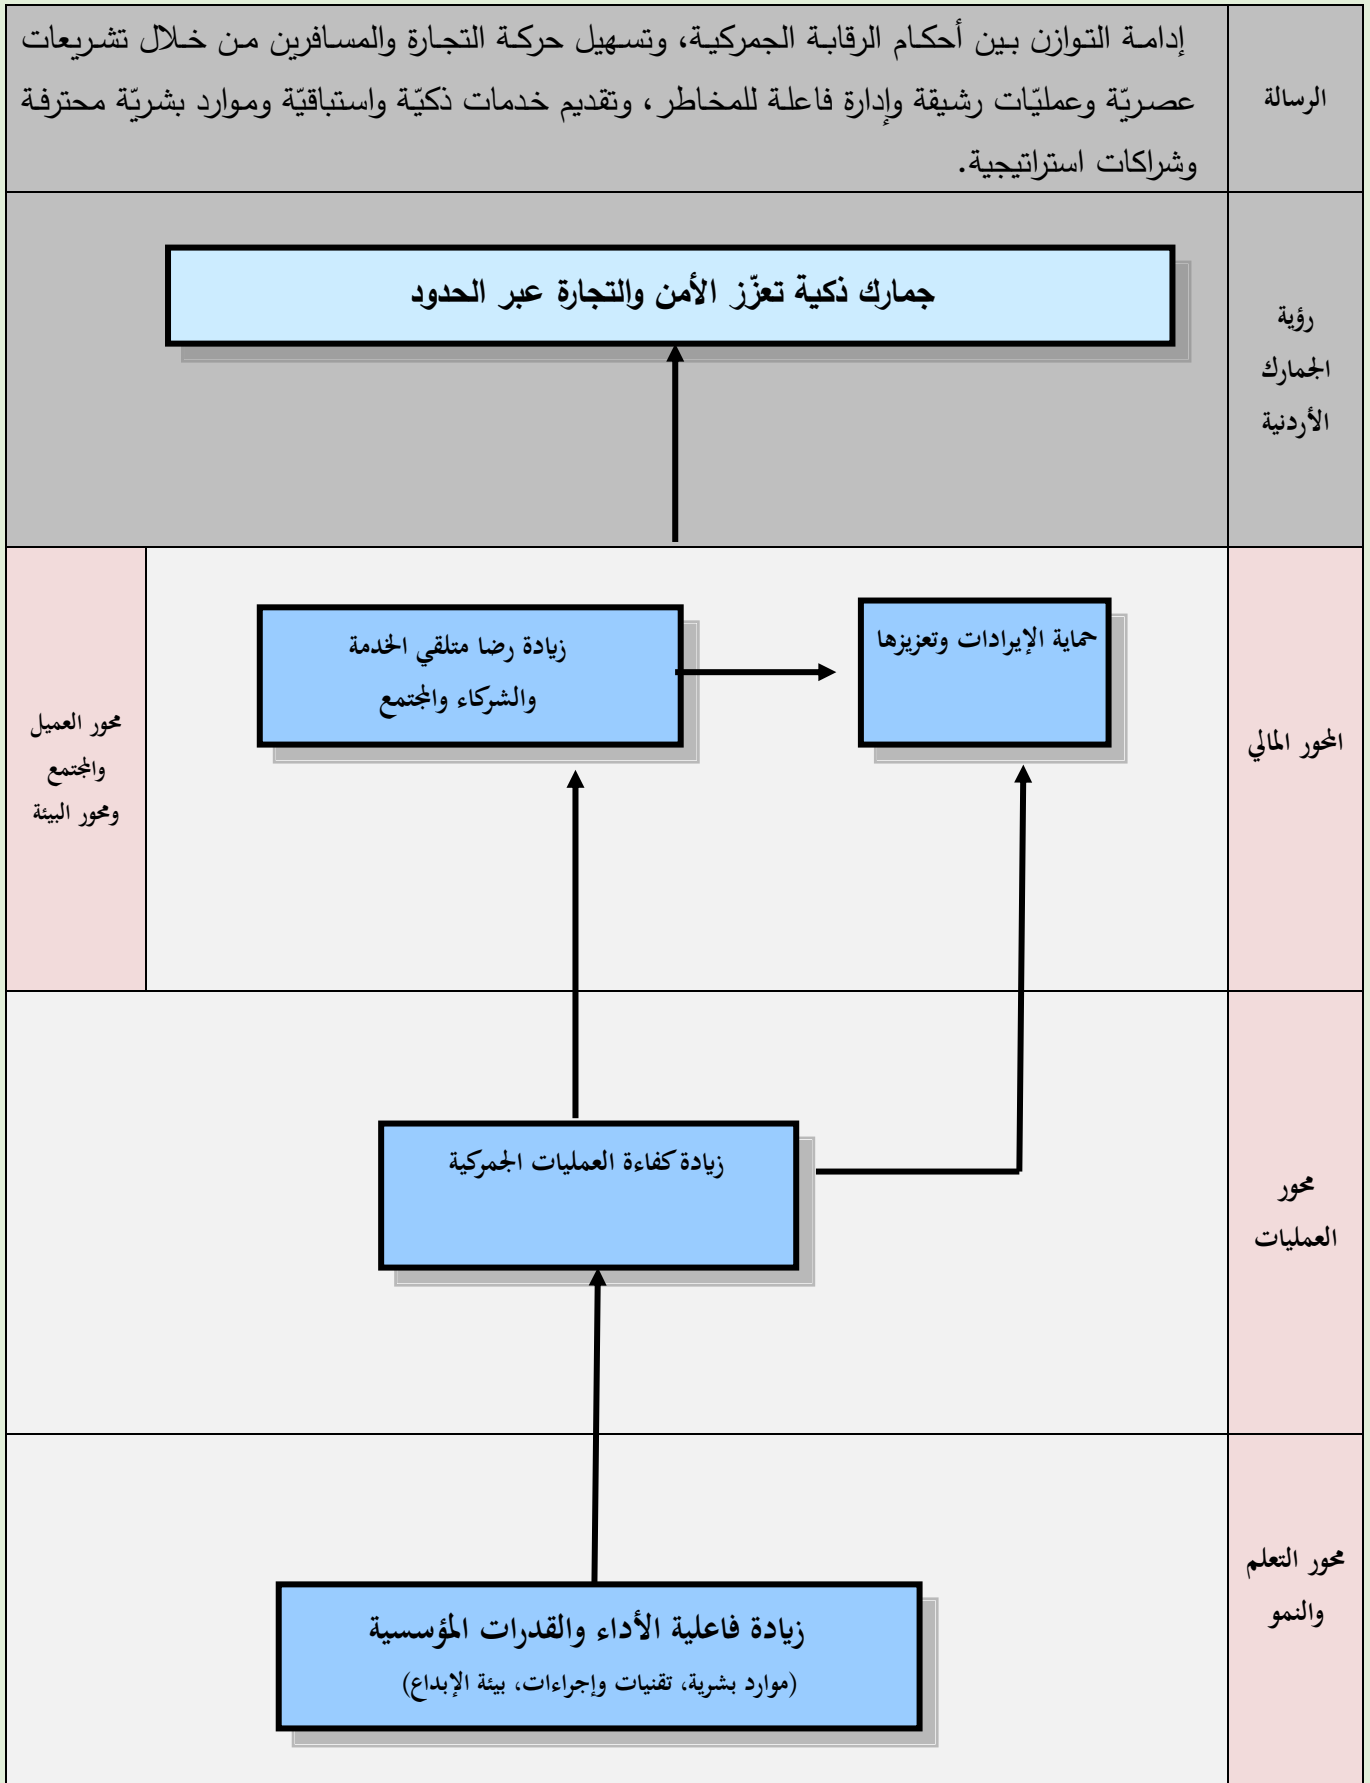 الرسالة
إدامة التوازن بين أحكام الرقابة الجمركية، وتسهيل حركة التجارة والمسافرين من خلال تشريعات
عصريّة وعمليّات رشيقة وإدارة فاعلة للمخاطر، وتقديم خدمات ذكيّة واستباقيّة وموارد بشريّة محترفة
وشراكات استراتيجية.
رؤية
الجمارك
الأردنية
جمارك ذكية تعزّز الأمن والتجارة عبر الحدود
المحور المالي
حماية الإيرادات وتعزيزها
زيادة رضا متلقي الخدمة
والشركاء والمجتمع
محور العميل
والمجتمع
ومحور البيئة
محور
العمليات
زيادة كفاءة العمليات الجمركية
محور التعلم
والنمو
زيادة فاعلية الأداء والقدرات المؤسسية
(موارد بشرية، تقنيات وإجراءات، بيئة الإبداع)